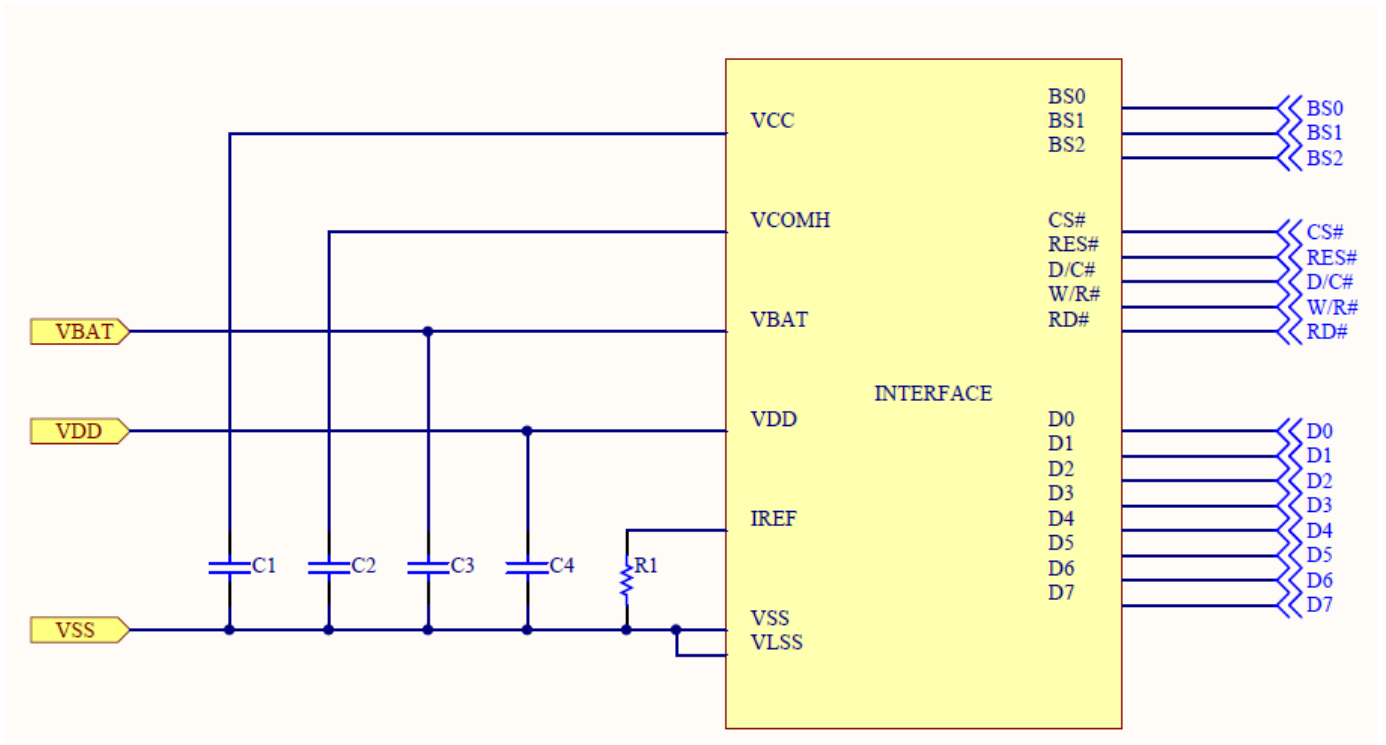 VCC
VCOMH
VBAT
VBAT
VDD
VDD
IREF
C1
C2
C3
C4
R1
VSS
VSS
VLSS
INTERFACE
BS0
BS1
BS2
CS#
RES#
D/C#
W/R#
RD#
D0
D1
D2
D3
D4
D5
D6
D7
BS0
BS1
BS2
CS#
RES#
D/C#
W/R#
RD#
D0
D1
D2
D3
D4
D5
D6
D7